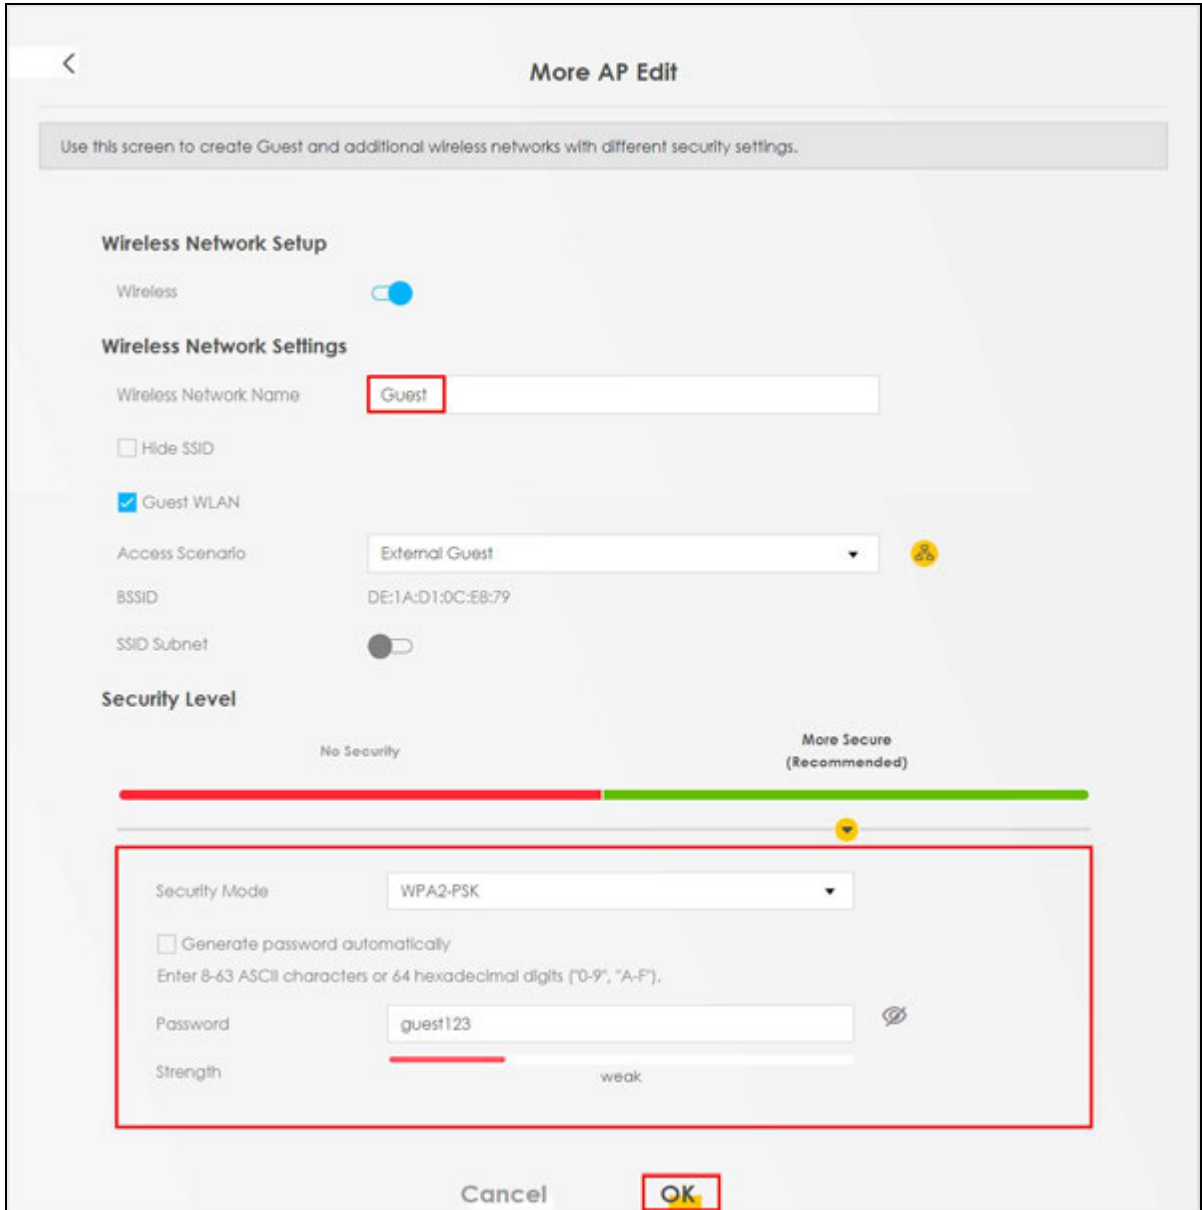 More AP Edit
Use this screen to create Guest and additional wireless networks with different security settings.
Wireless Network Setup
Wireless
Wireless Network Settings
Wireless Network Name Guest
Hide SSID
Guest WLAN
Access Scenario External Guest
BSSID DE:1A:D1:0C:E8:79
SSID Subnet
Security Level
No Security
More Secure
(Recommended)
Security Mode WPA2-PSK
Generate password automatically
Enter 8-63 ASCII characters or 64 hexadecimal digits ("0-9", "A-F").
Password guest123
Strength
weak
Cancel OK